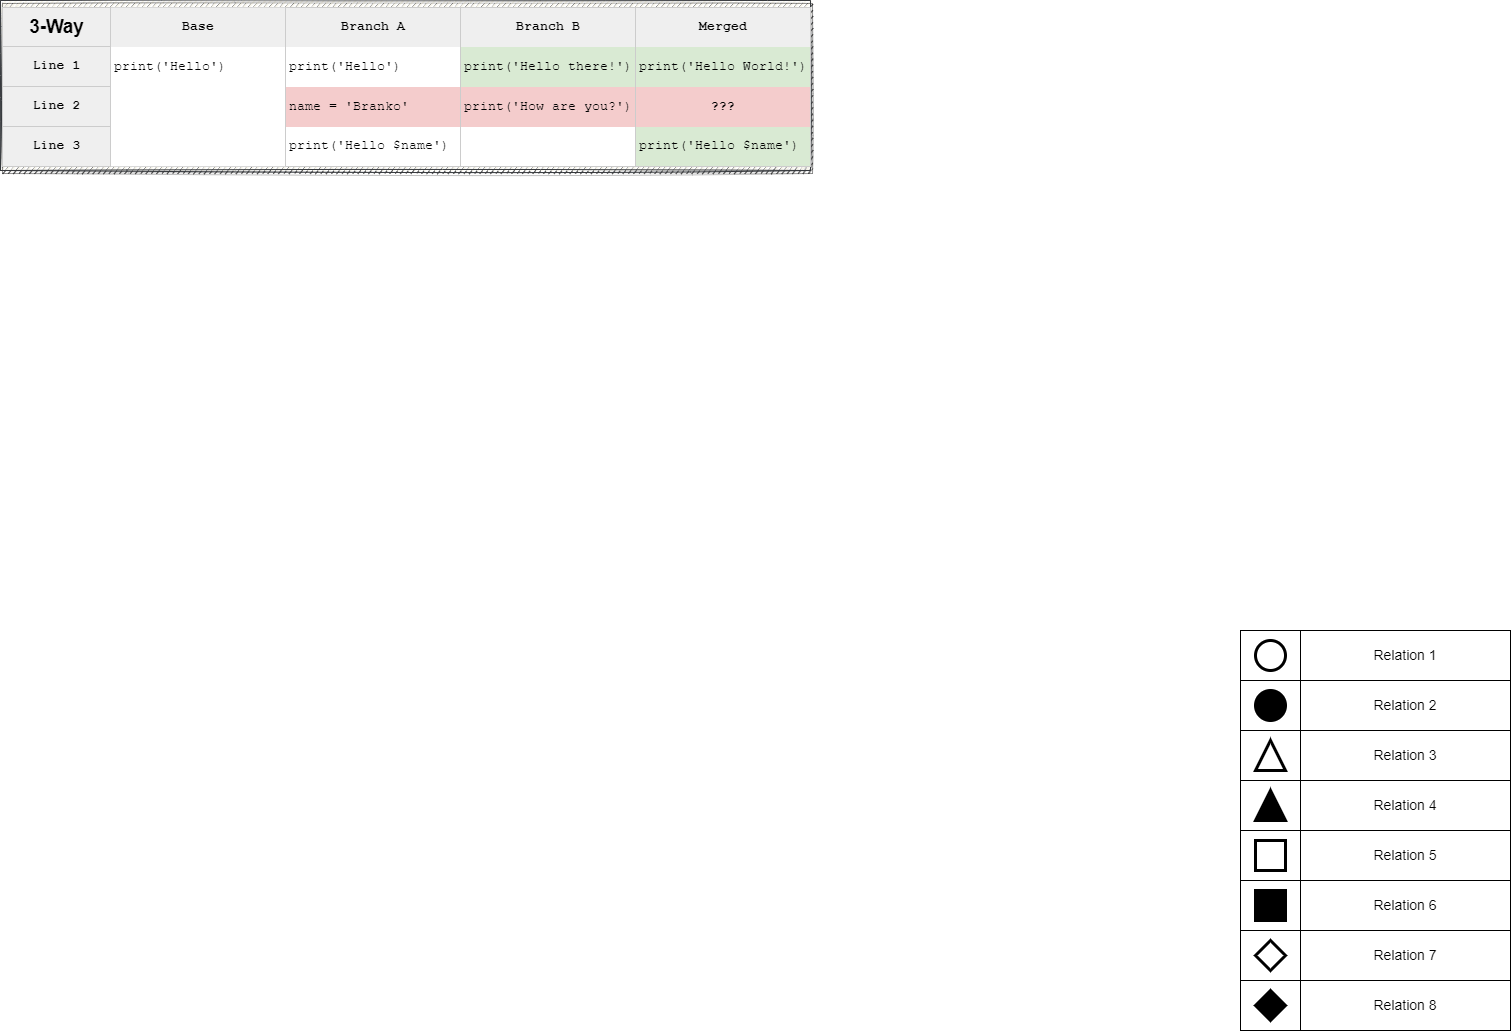 3-Way Base Branch A Branch B Merged
Line 1 print('Hello') print('Hello') print('Hello there!') print('Hello World!')
Line 2 name = 'Branko' print('How are you?') ???
Line 3 print('Hello $name') print('Hello $name')
Relation 1
Relation 2
Relation 3
Relation 4
Relation 5
Relation 6
Relation 7
Relation 8